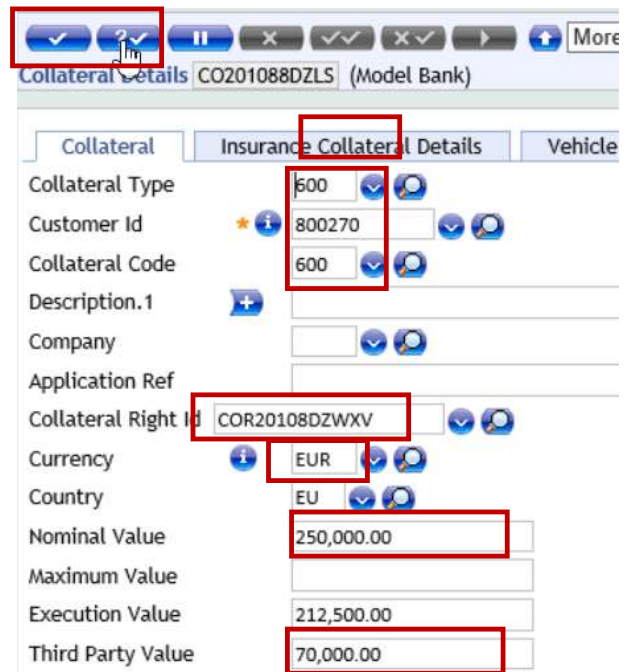 More
Collateral Details CO201088DZLS (Model Bank)
Collateral Insurance Collateral Details Vehicle
Collateral Type 600
Customer Id * 800270
Collateral Code 600
Description.1
Company
Application Ref
Collateral Right Id COR20108DZWXV
Currency EUR
Country EU
Nominal Value 250,000.00
Maximum Value
Execution Value 212,500.00
Third Party Value 70,000.00